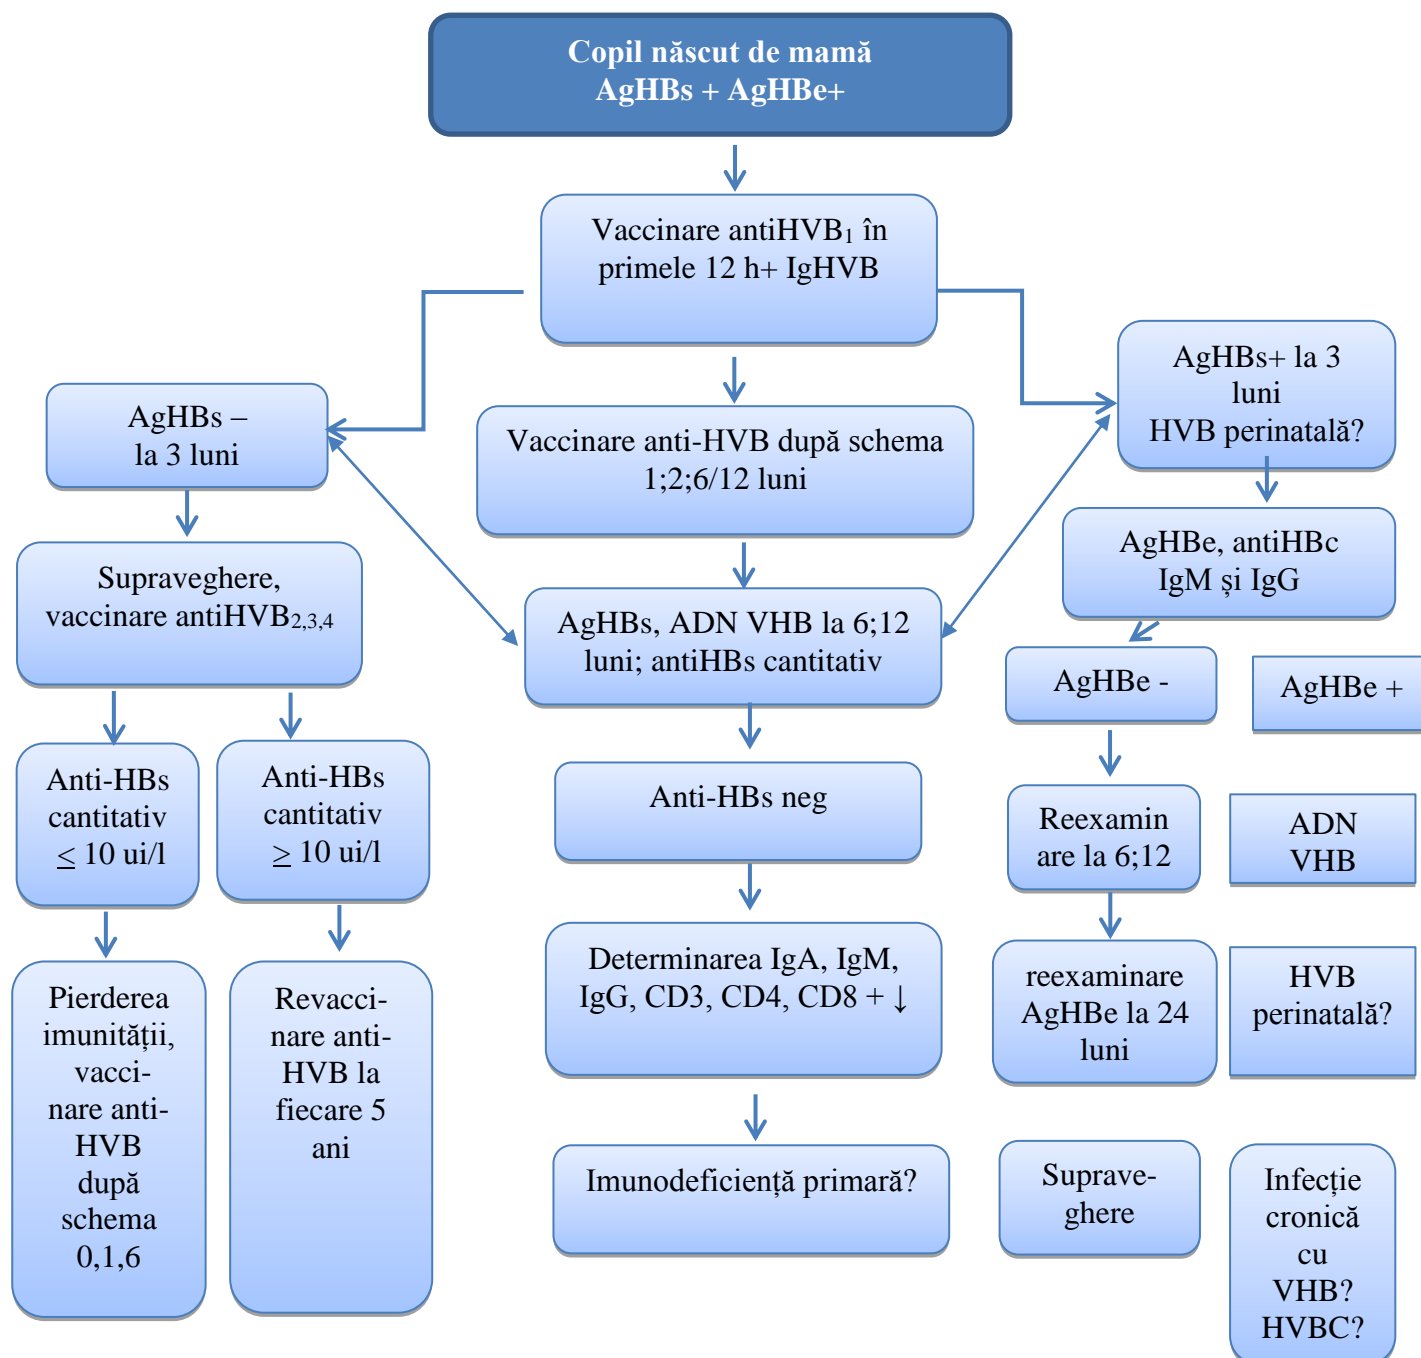 Copil născut de mamă
AgHBs + AgHBe+
Vaccinare antiHVB₁ în
primele 12 h+ IgHVB
AgHBs –
la 3 luni
Vaccinare anti-HVB după schema
1;2;6/12 luni
AgHBs+ la 3
luni
HVB perinatală?
Supraveghere,
vaccinare antiHVB₂,₃,₄
AgHBs, ADN VHB la 6;12
luni; antiHBs cantitativ
AgHBe, antiHBc
IgM și IgG
AgHBe -
AgHBe +
Anti-HBs
cantitativ
≤ 10 ui/l
Anti-HBs
cantitativ
≥ 10 ui/l
Anti-HBs neg
Reexamin
are la 6;12
ADN
VHB
Pierderea
imunității,
vacci-
nare anti-
HVB
după
schema
0,1,6
Revacci-
nare anti-
HVB la
fiecare 5
ani
Determinarea IgA, IgM,
IgG, CD3, CD4, CD8 + ↓
reexaminare
AgHBe la 24
luni
HVB
perinatală?
Imunodeficiență primară?
Suprave-
ghere
Infecție
cronică
cu
VHB?
HVBC?